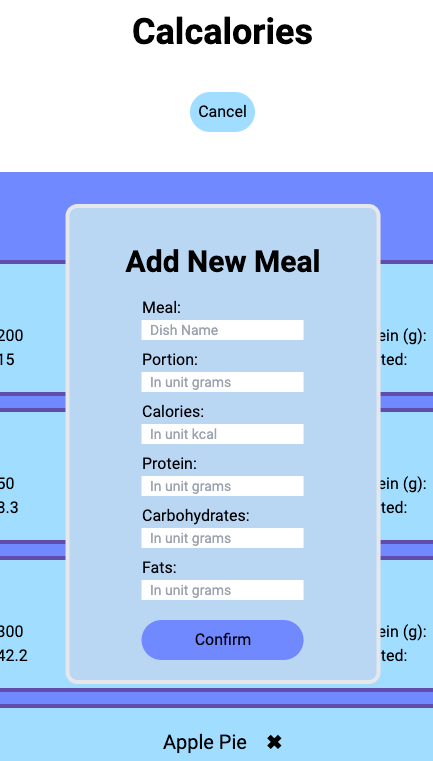 Calcalories
Cancel
Add New Meal
Meal:
Dish Name
200 ein (g):
Portion:
15 ted:
In unit grams
Calories:
In unit kcal
Protein:
50 ein (g):
In unit grams
3.3 ted:
Carbohydrates:
In unit grams
Fats:
In unit grams
300 ein (g):
Confirm
42.2 ted:
Apple Pie ✖